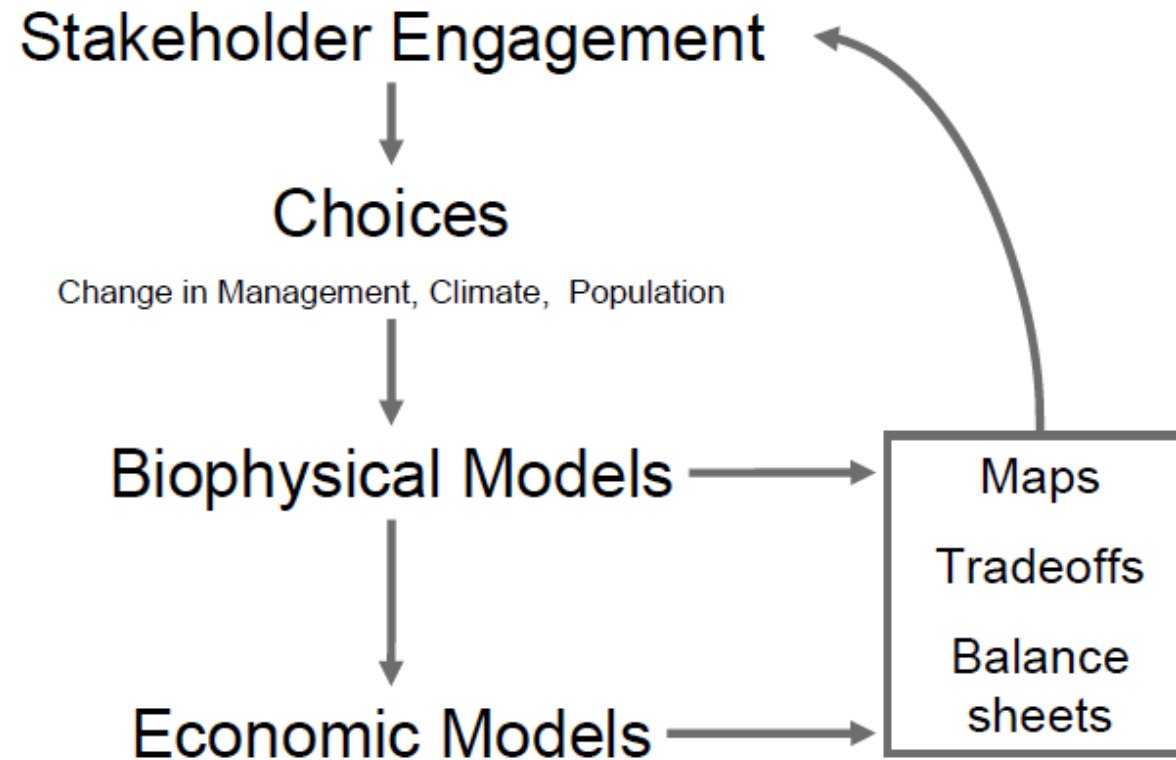 Stakeholder Engagement
Choices
Change in Management, Climate, Population
Biophysical Models
Economic Models
Maps
Tradeoffs
Balance
sheets